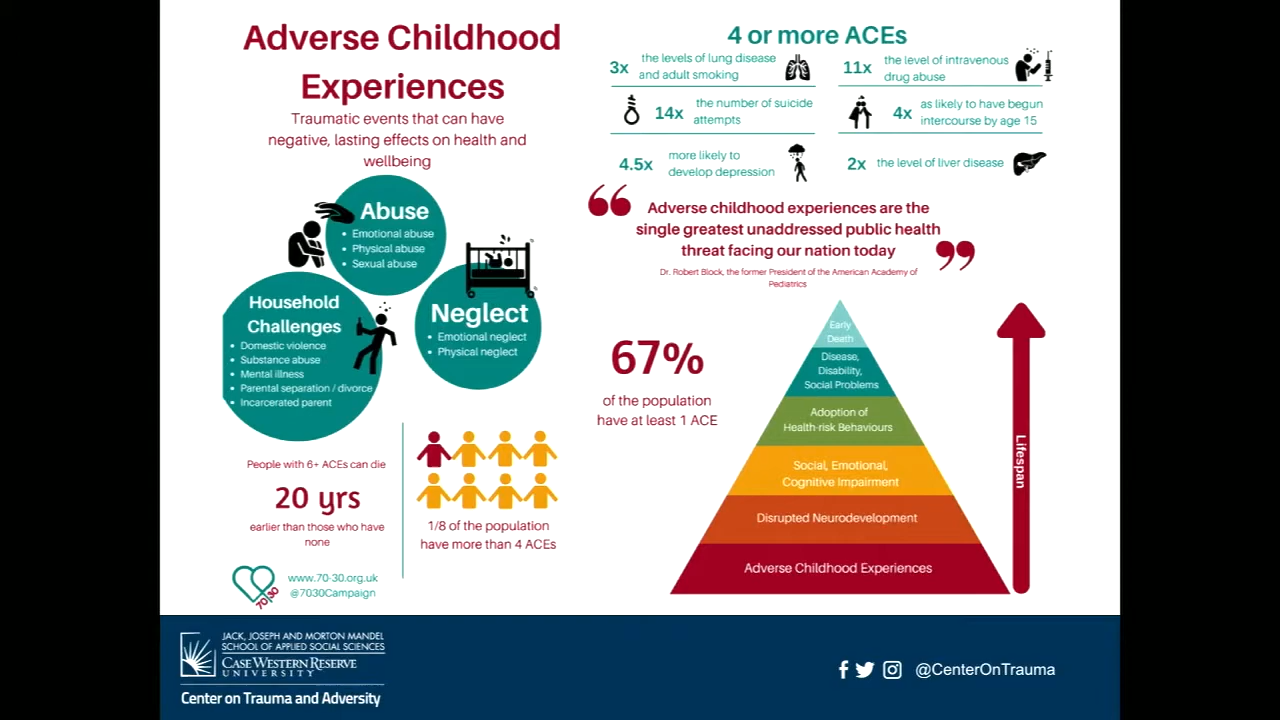 Adverse Childhood
Experiences
Traumatic events that can have
negative, lasting effects on health and
wellbeing
Abuse
• Emotional abuse
• Physical abuse
• Sexual abuse
Household
Challenges
• Domestic violence
• Substance abuse
• Mental illness
• Parental separation / divorce
• Incarcerated parent
Neglect
• Emotional neglect
• Physical neglect
People with 6+ ACEs can die
20 yrs
earlier than those who have
none
1/8 of the population
have more than 4 ACEs
70/30
www.70-30.org.uk
@7030Campaign
4 or more ACEs
3x
the levels of lung disease
and adult smoking
11x
the level of intravenous
drug abuse
14x
the number of suicide
attempts
4x
as likely to have begun
intercourse by age 15
4.5x
more likely to
develop depression
2x
the level of liver disease
“Adverse childhood experiences are the
single greatest unaddressed public health
threat facing our nation today”
Dr. Robert Block, the former President of the American Academy of
Pediatrics
67%
of the population
have at least 1 ACE
Early
Death
Disease,
Disability,
Social Problems
Adoption of
Health-risk Behaviours
Social, Emotional,
Cognitive Impairment
Disrupted Neurodevelopment
Adverse Childhood Experiences
Lifespan
JACK, JOSEPH AND MORTON MANDEL
SCHOOL OF APPLIED SOCIAL SCIENCES
CASE WESTERN RESERVE
UNIVERSITY
Center on Trauma and Adversity
@CenterOnTrauma